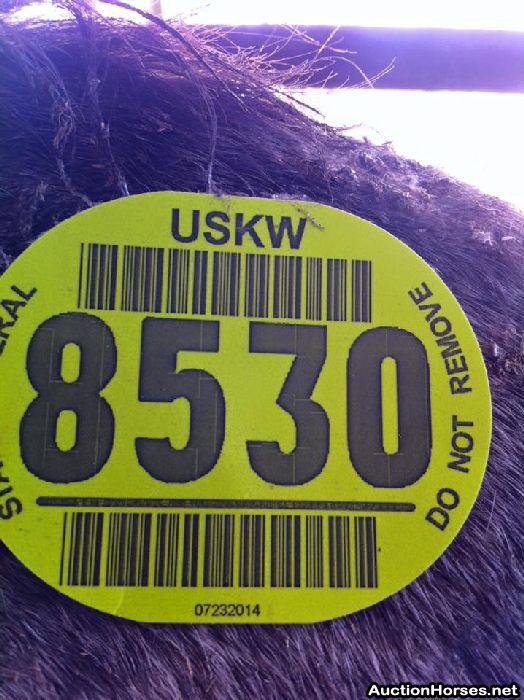 USKW
8530
DO NOT REMOVE
07232014
AuctionHorses.net